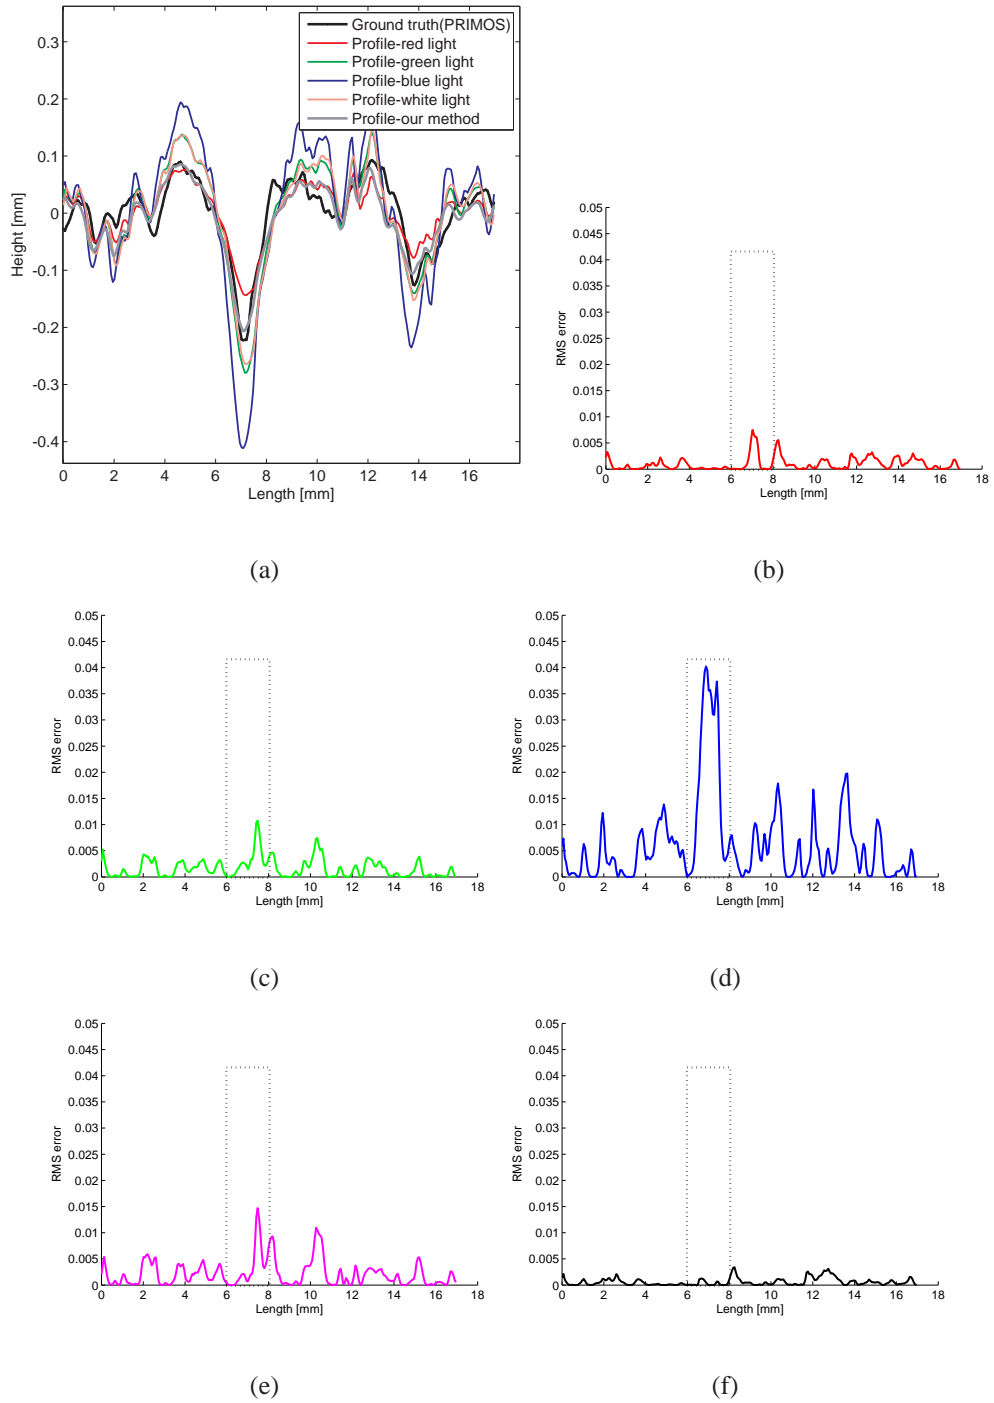 0.3
0.2
0.1
0
-0.1
-0.2
-0.3
-0.4
Height [mm]
0 2 4 6 8 10 12 14 16
Length [mm]
Ground truth(PRIMOS)
Profile-red light
Profile-green light
Profile-blue light
Profile-white light
Profile-our method
(a)
0.05
0.045
0.04
0.035
0.03
0.025
0.02
0.015
0.01
0.005
0
RMS error
0 2 4 6 8 10 12 14 16 18
Length [mm]
(b)
0.05
0.045
0.04
0.035
0.03
0.025
0.02
0.015
0.01
0.005
0
RMS error
0 2 4 6 8 10 12 14 16 18
Length [mm]
(c)
0.05
0.045
0.04
0.035
0.03
0.025
0.02
0.015
0.01
0.005
0
RMS error
0 2 4 6 8 10 12 14 16 18
Length [mm]
(d)
0.05
0.045
0.04
0.035
0.03
0.025
0.02
0.015
0.01
0.005
0
RMS error
0 2 4 6 8 10 12 14 16 18
Length [mm]
(e)
0.05
0.045
0.04
0.035
0.03
0.025
0.02
0.015
0.01
0.005
0
RMS error
0 2 4 6 8 10 12 14 16 18
Length [mm]
(f)